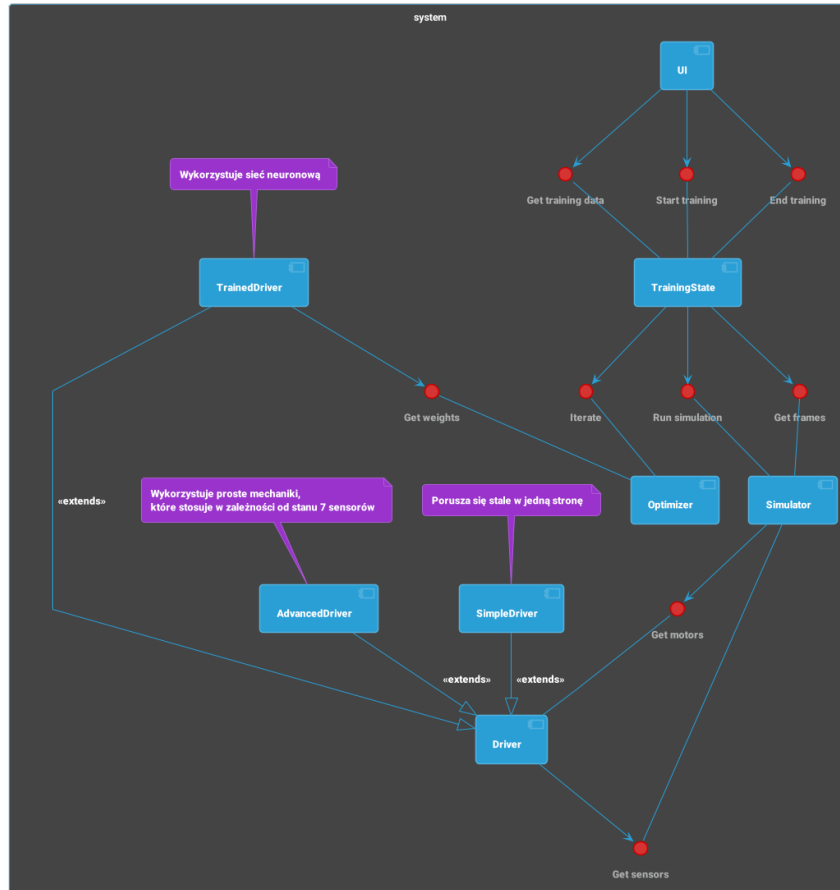 system
UI
Get training data
Start training
End training
Wykorzystuje sieć neuronową
TrainedDriver
TrainingState
Get weights
Iterate
Run simulation
Get frames
«extends»
Wykorzystuje proste mechaniki,
które stosuje w zależności od stanu 7 sensorów
Porusza się stale w jedną stronę
Optimizer
Simulator
AdvancedDriver
SimpleDriver
Get motors
«extends»
«extends»
Driver
Get sensors